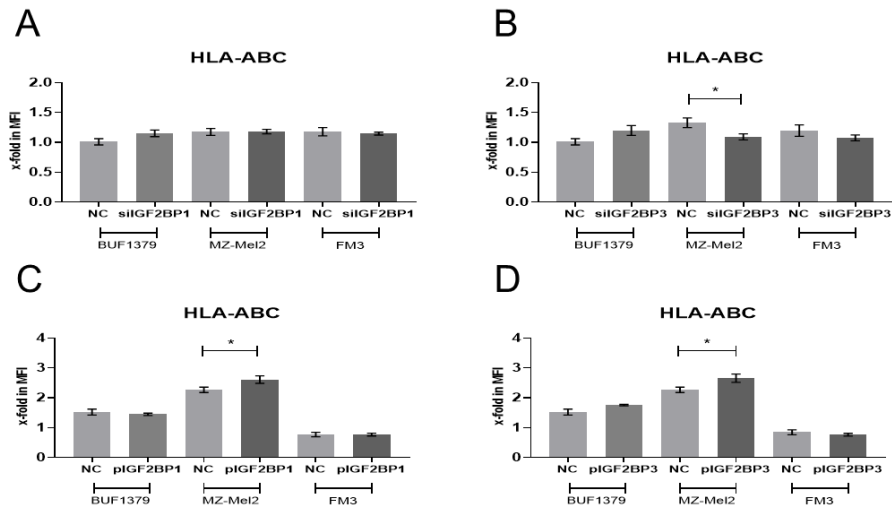 A
HLA-ABC
x-fold in MFI
2.0
1.5
1.0
0.5
0.0
NC siIGF2BP1 NC siIGF2BP1 NC siIGF2BP1
BUF1379 MZ-Mel2 FM3
B
HLA-ABC
x-fold in MFI
2.0
*
1.5
1.0
0.5
0.0
NC siIGF2BP3 NC siIGF2BP3 NC siIGF2BP3
BUF1379 MZ-Mel2 FM3
C
HLA-ABC
x-fold in MFI
4
*
3
2
1
0
NC pIGF2BP1 NC pIGF2BP1 NC pIGF2BP1
BUF1379 MZ-Mel2 FM3
D
HLA-ABC
x-fold in MFI
4
*
3
2
1
0
NC pIGF2BP3 NC pIGF2BP3 NC pIGF2BP3
BUF1379 MZ-Mel2 FM3